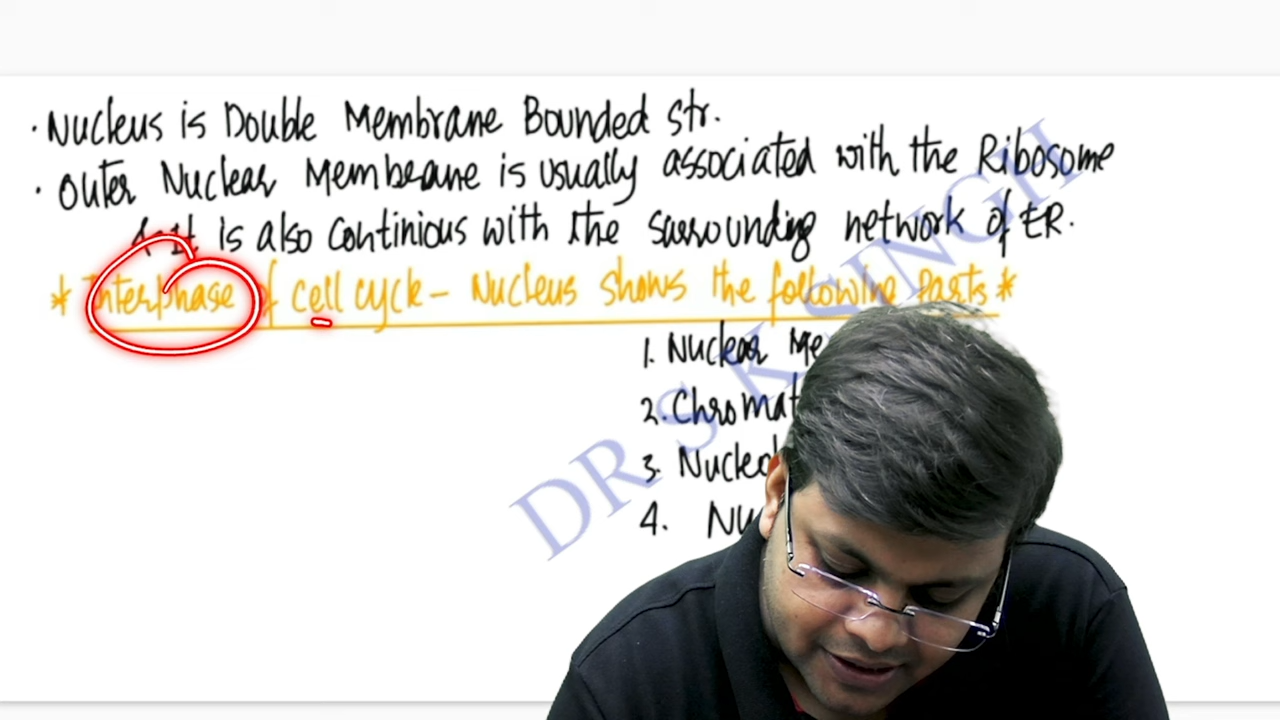 · Nucleus is Double Membrane Bounded str.
· Outer Nuclear Membrane is usually associated with the Ribosome
& It is also Continious with the surrounding network of ER.
* Interphase of cell cycle - Nucleus shows the following Parts *
1. Nuclear Me
2. Chromat
3. Nucleo
4. Nu
DR S K SINGH